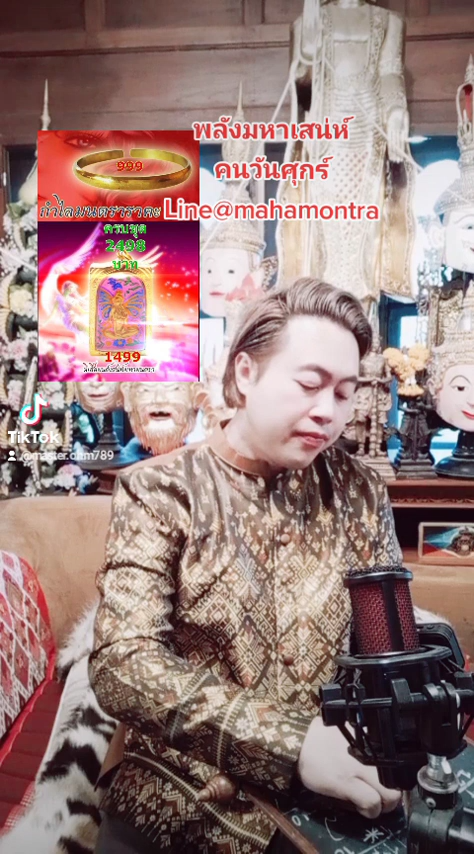 พลังมหาเสน่ห์
คนวันศุกร์
Line@mahamontra
999
กำไลมนตราราคะ
ครบชุด
2498
บาท
1499
TikTok
@master.dam789